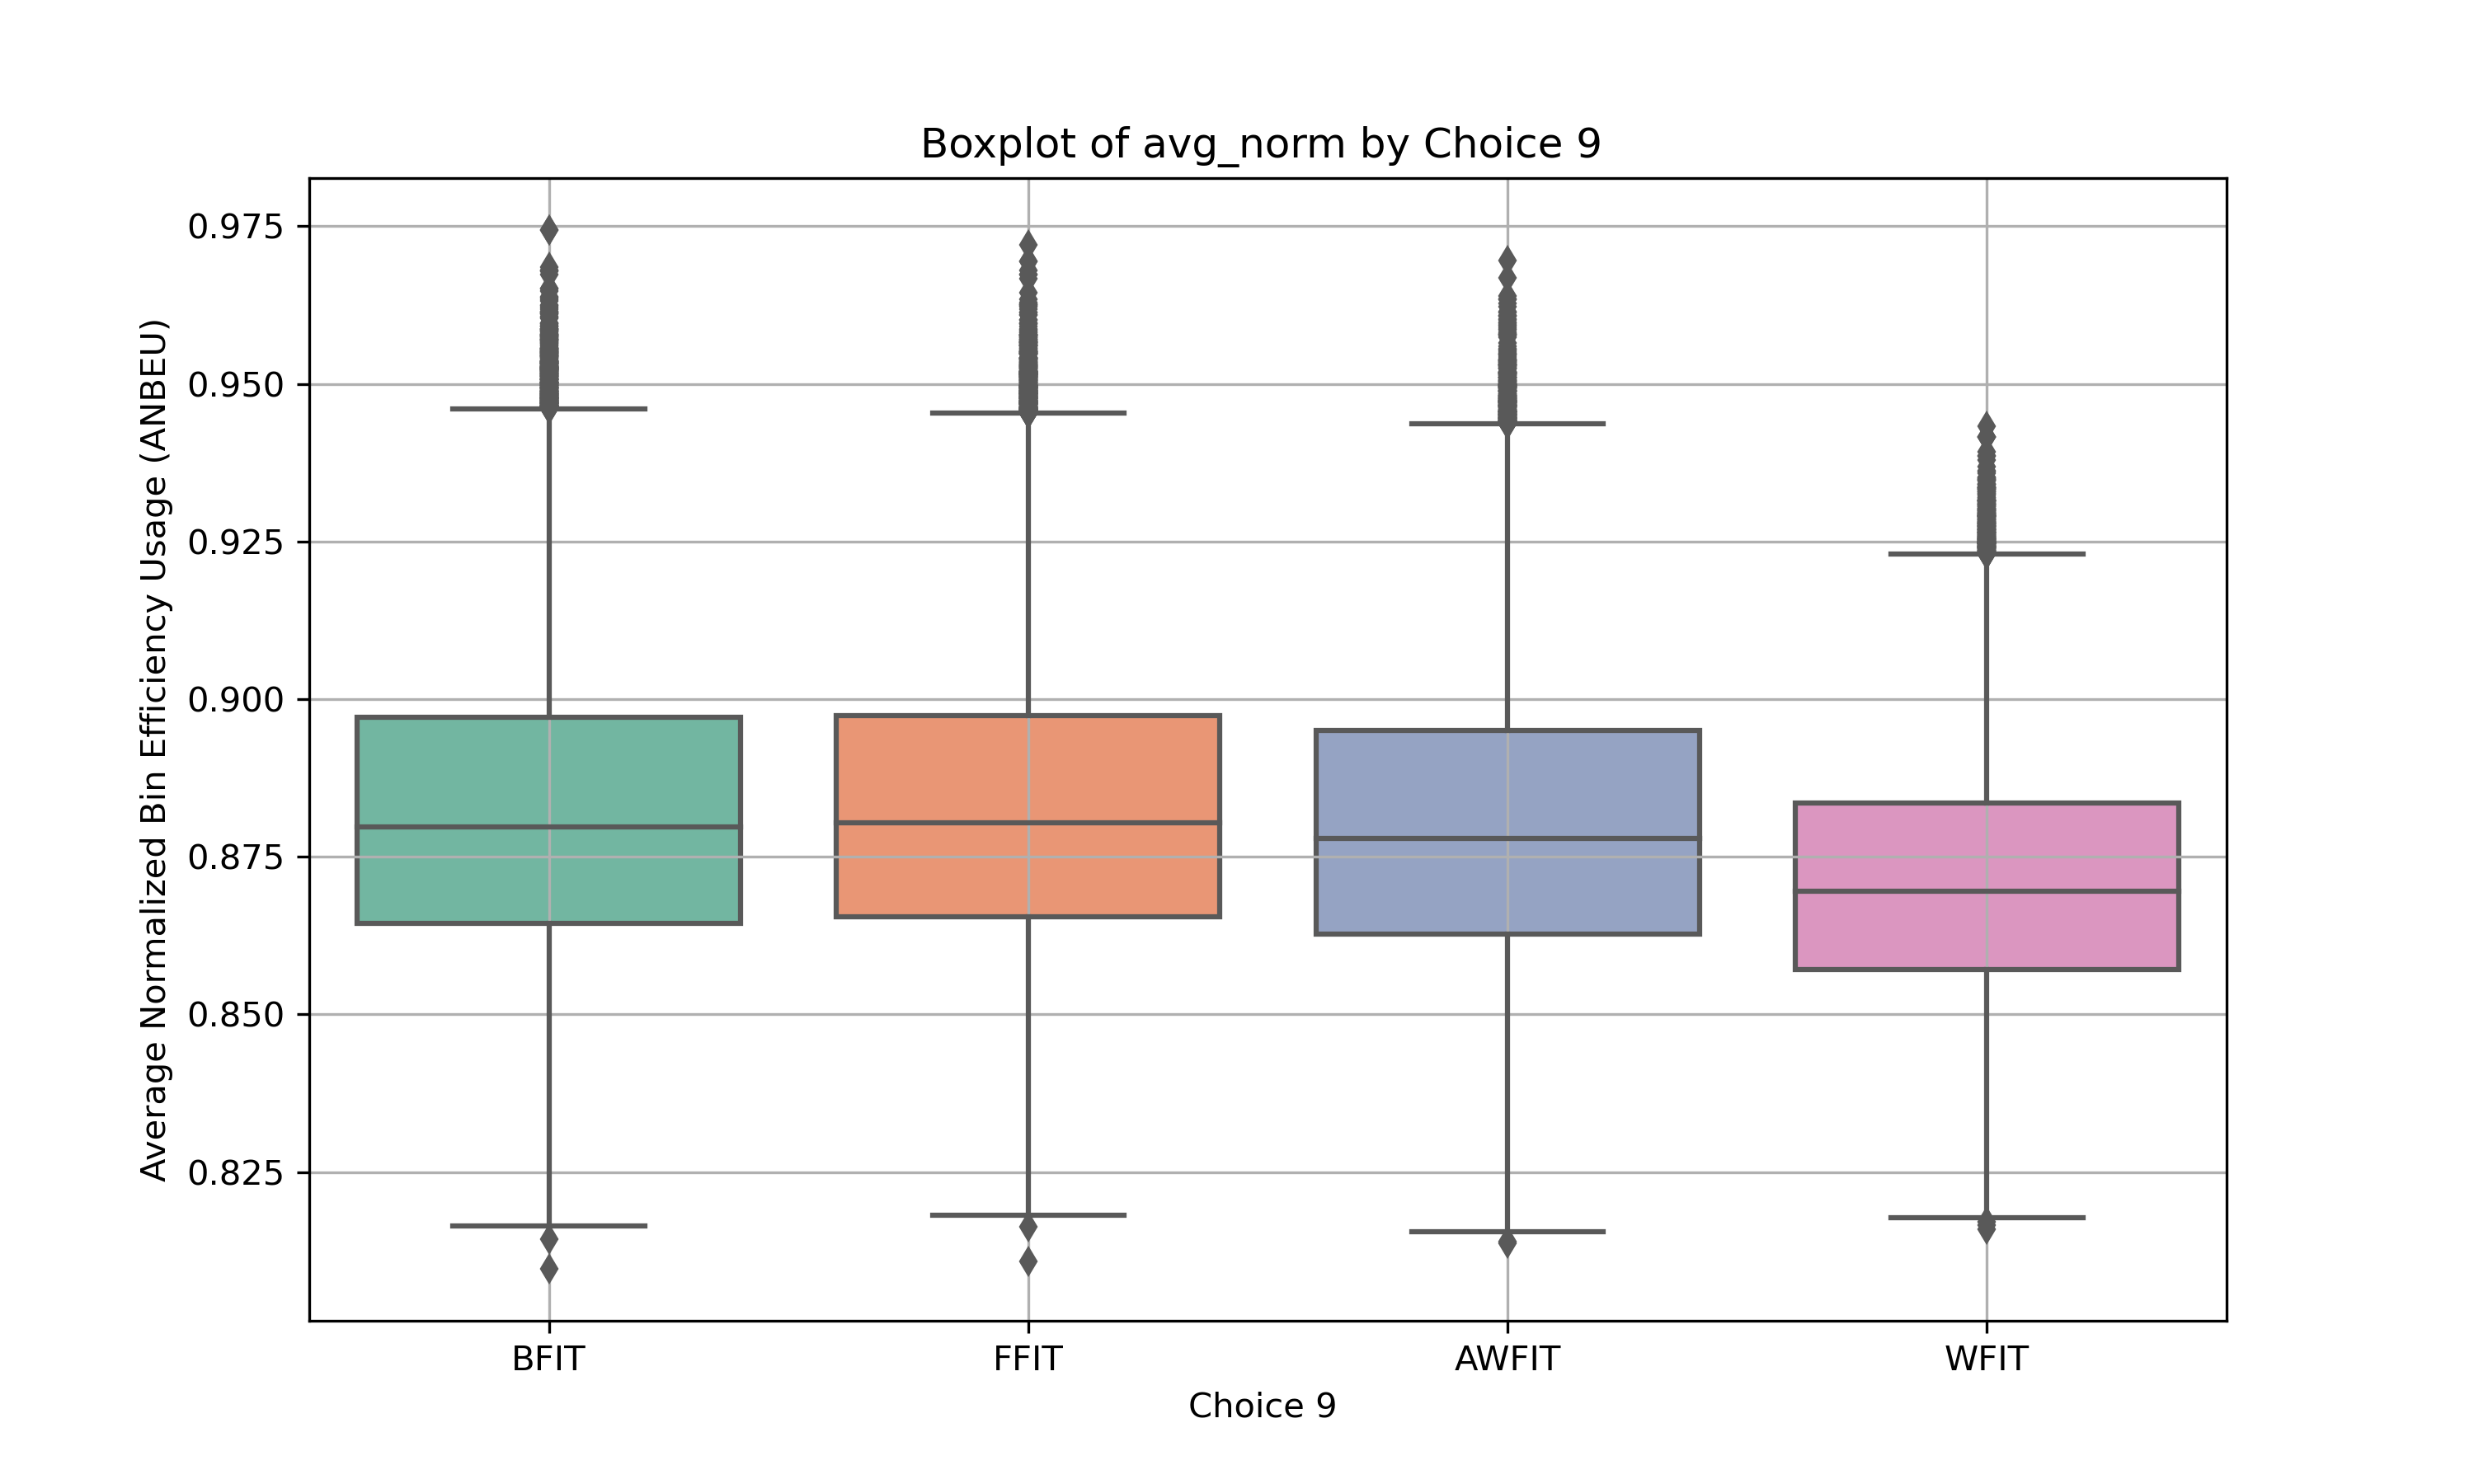 Boxplot of avg_norm by Choice 9
Average Normalized Bin Efficiency Usage (ANBEU)
0.975
0.950
0.925
0.900
0.875
0.850
0.825
BFIT
FFIT
AWFIT
WFIT
Choice 9